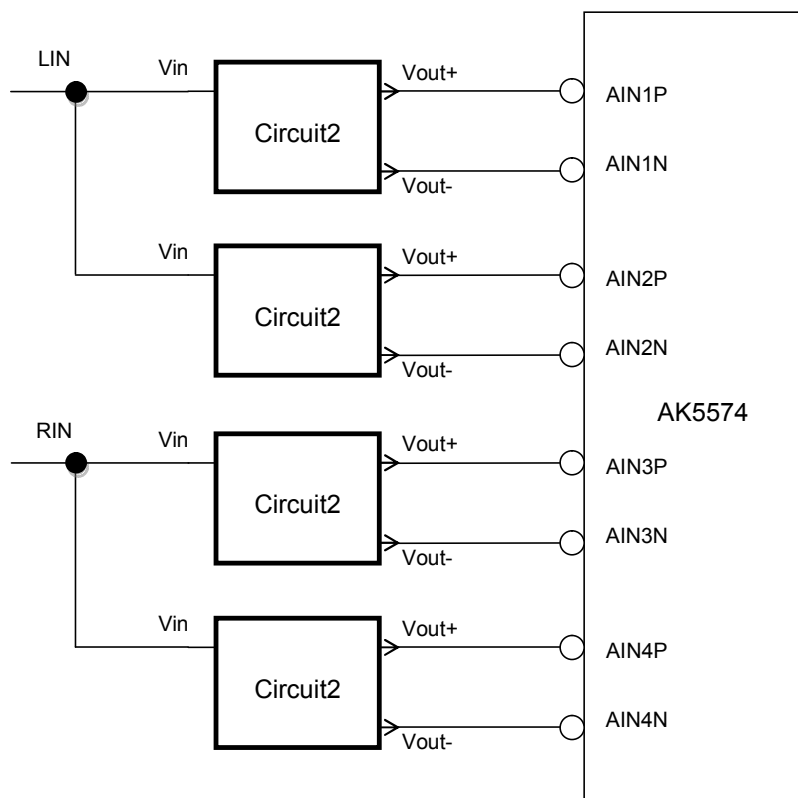 LIN
Vin
Circuit2
Vout+
Vout-
AIN1P
AIN1N
Vin
Circuit2
Vout+
Vout-
AIN2P
AIN2N
AK5574
RIN
Vin
Circuit2
Vout+
Vout-
AIN3P
AIN3N
Vin
Circuit2
Vout+
Vout-
AIN4P
AIN4N